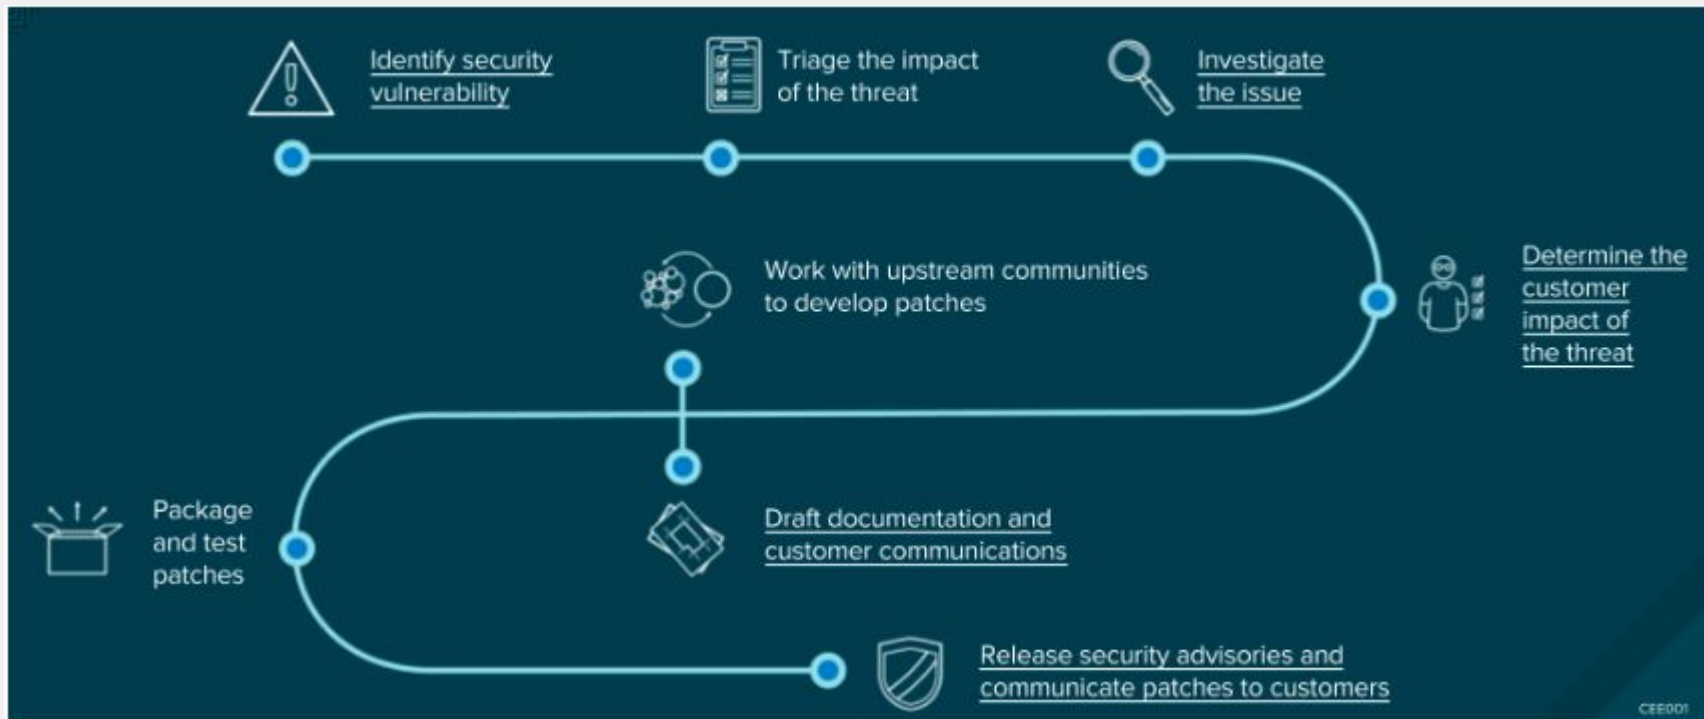 Identify security
vulnerability
Triage the impact
of the threat
Investigate
the issue
Determine the
customer
impact of
the threat
Work with upstream communities
to develop patches
Draft documentation and
customer communications
Package
and test
patches
Release security advisories and
communicate patches to customers
CEE001